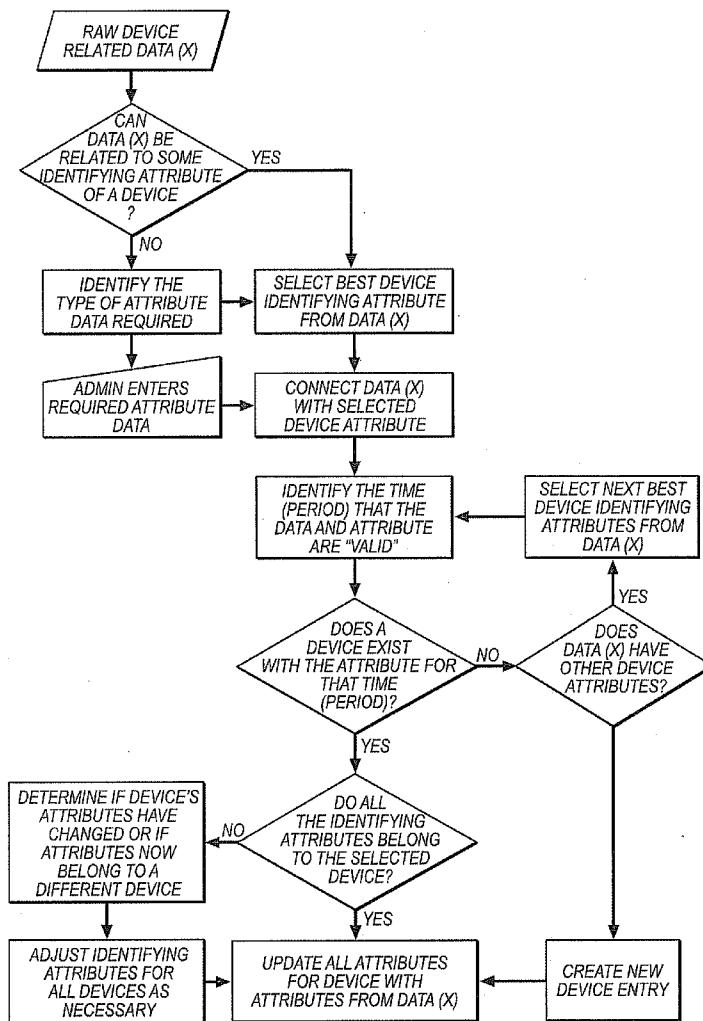 RAW DEVICE
RELATED DATA (X)
CAN
DATA (X) BE
RELATED TO SOME
IDENTIFYING ATTRIBUTE
OF A DEVICE
?
YES
NO
IDENTIFY THE
TYPE OF ATTRIBUTE
DATA REQUIRED
SELECT BEST DEVICE
IDENTIFYING ATTRIBUTE
FROM DATA (X)
ADMIN ENTERS
REQUIRED ATTRIBUTE
DATA
CONNECT DATA (X)
WITH SELECTED
DEVICE ATTRIBUTE
IDENTIFY THE TIME
(PERIOD) THAT THE
DATA AND ATTRIBUTE
ARE "VALID"
SELECT NEXT BEST
DEVICE IDENTIFYING
ATTRIBUTES FROM
DATA (X)
YES
DOES A
DEVICE EXIST
WITH THE ATTRIBUTE FOR
THAT TIME
(PERIOD)?
NO
DOES
DATA (X) HAVE
OTHER DEVICE
ATTRIBUTES?
YES
DETERMINE IF DEVICE'S
ATTRIBUTES HAVE
CHANGED OR IF
ATTRIBUTES NOW
BELONG TO A
DIFFERENT DEVICE
NO
DO ALL
THE IDENTIFYING
ATTRIBUTES BELONG
TO THE SELECTED
DEVICE?
YES
ADJUST IDENTIFYING
ATTRIBUTES FOR
ALL DEVICES AS
NECESSARY
UPDATE ALL ATTRIBUTES
FOR DEVICE WITH
ATTRIBUTES FROM DATA (X)
CREATE NEW
DEVICE ENTRY